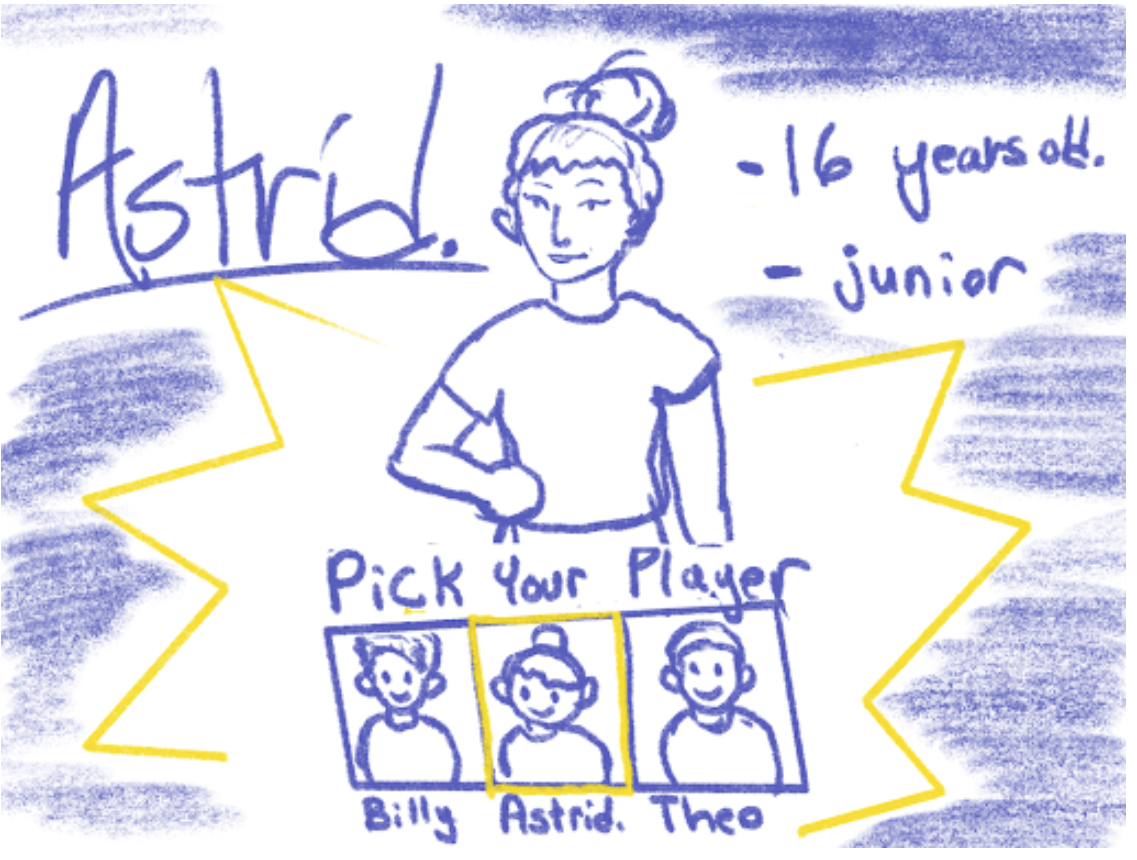 Astrid.
-16 years old.
- junior
Pick Your Player
Billy Astrid. Theo